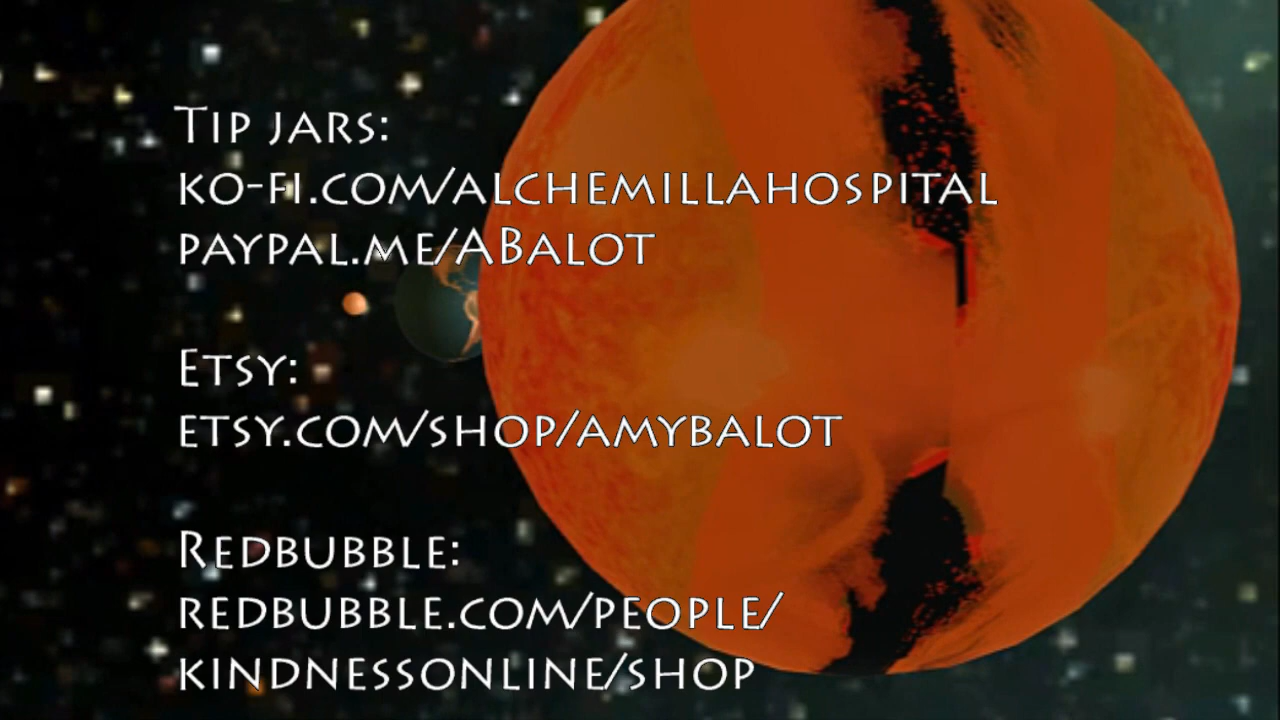 Tip jars:
ko-fi.com/alchemillahospital
paypal.me/ABalot
Etsy:
etsy.com/shop/amybalot
Redbubble:
redbubble.com/people/
kindnessonline/shop